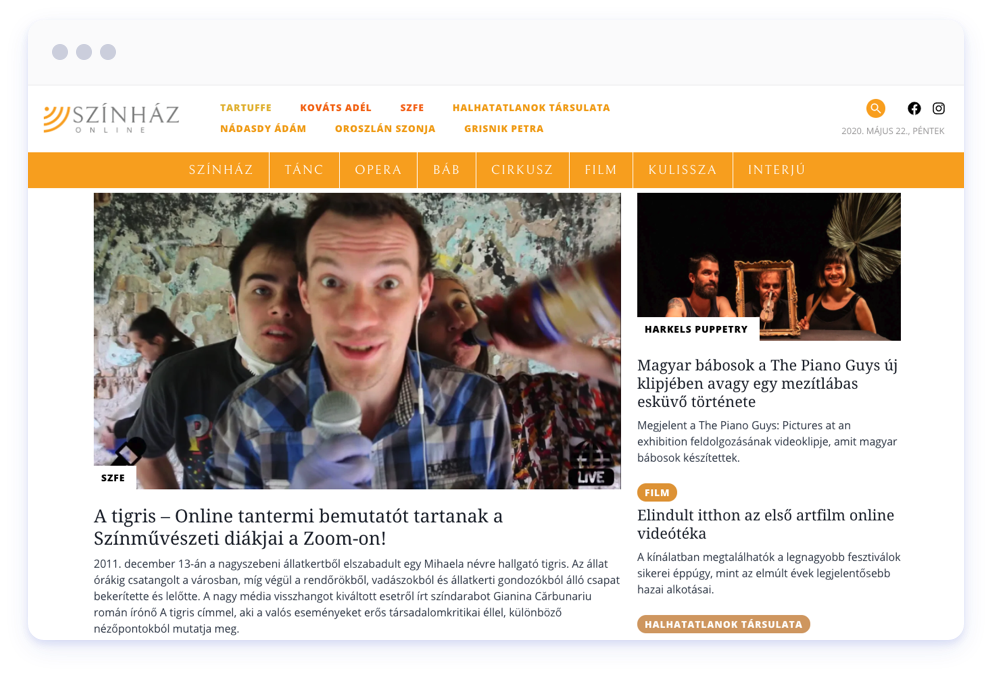 SZÍNHÁZ
ONLINE
TARTUFFE KOVÁTS ADÉL SZFE HALHATATLANOK TÁRSULATA
NÁDASDY ÁDÁM OROSZLÁN SZONJA GRISNIK PETRA
2020. MÁJUS 22., PÉNTEK
SZÍNHÁZ TÁNC OPERA BÁB CIRKUSZ FILM KULISSZA INTERJÚ
LIVE
SZFE
A tigris – Online tantermi bemutatót tartanak a
Színművészeti diákjai a Zoom-on!
2011. december 13-án a nagyszebeni állatkertből elszabadult egy Mihaela névre hallgató tigris. Az állat
órákig csatangolt a városban, míg végül a rendőrökből, vadászokból és állatkerti gondozókból álló csapat
bekerítette és lelőtte. A nagy média visszhangot kiváltott esetről írt színdarabot Gianina Cărbunariu
román írónő A tigris címmel, aki a valós eseményeket erős társadalomkritikai éllel, különböző
nézőpontokból mutatja meg.
HARKELS PUPPETRY
Magyar bábosok a The Piano Guys új
klipjében avagy egy mezítlábas
esküvő története
Megjelent a The Piano Guys: Pictures at an
exhibition feldolgozásának videoklipje, amit magyar
bábosok készítettek.
FILM
Elindult itthon az első artfilm online
videótéka
A kínálatban megtalálhatók a legnagyobb fesztiválok
sikerei éppúgy, mint az elmúlt évek legjelentősebb
hazai alkotásai.
HALHATATLANOK TÁRSULATA